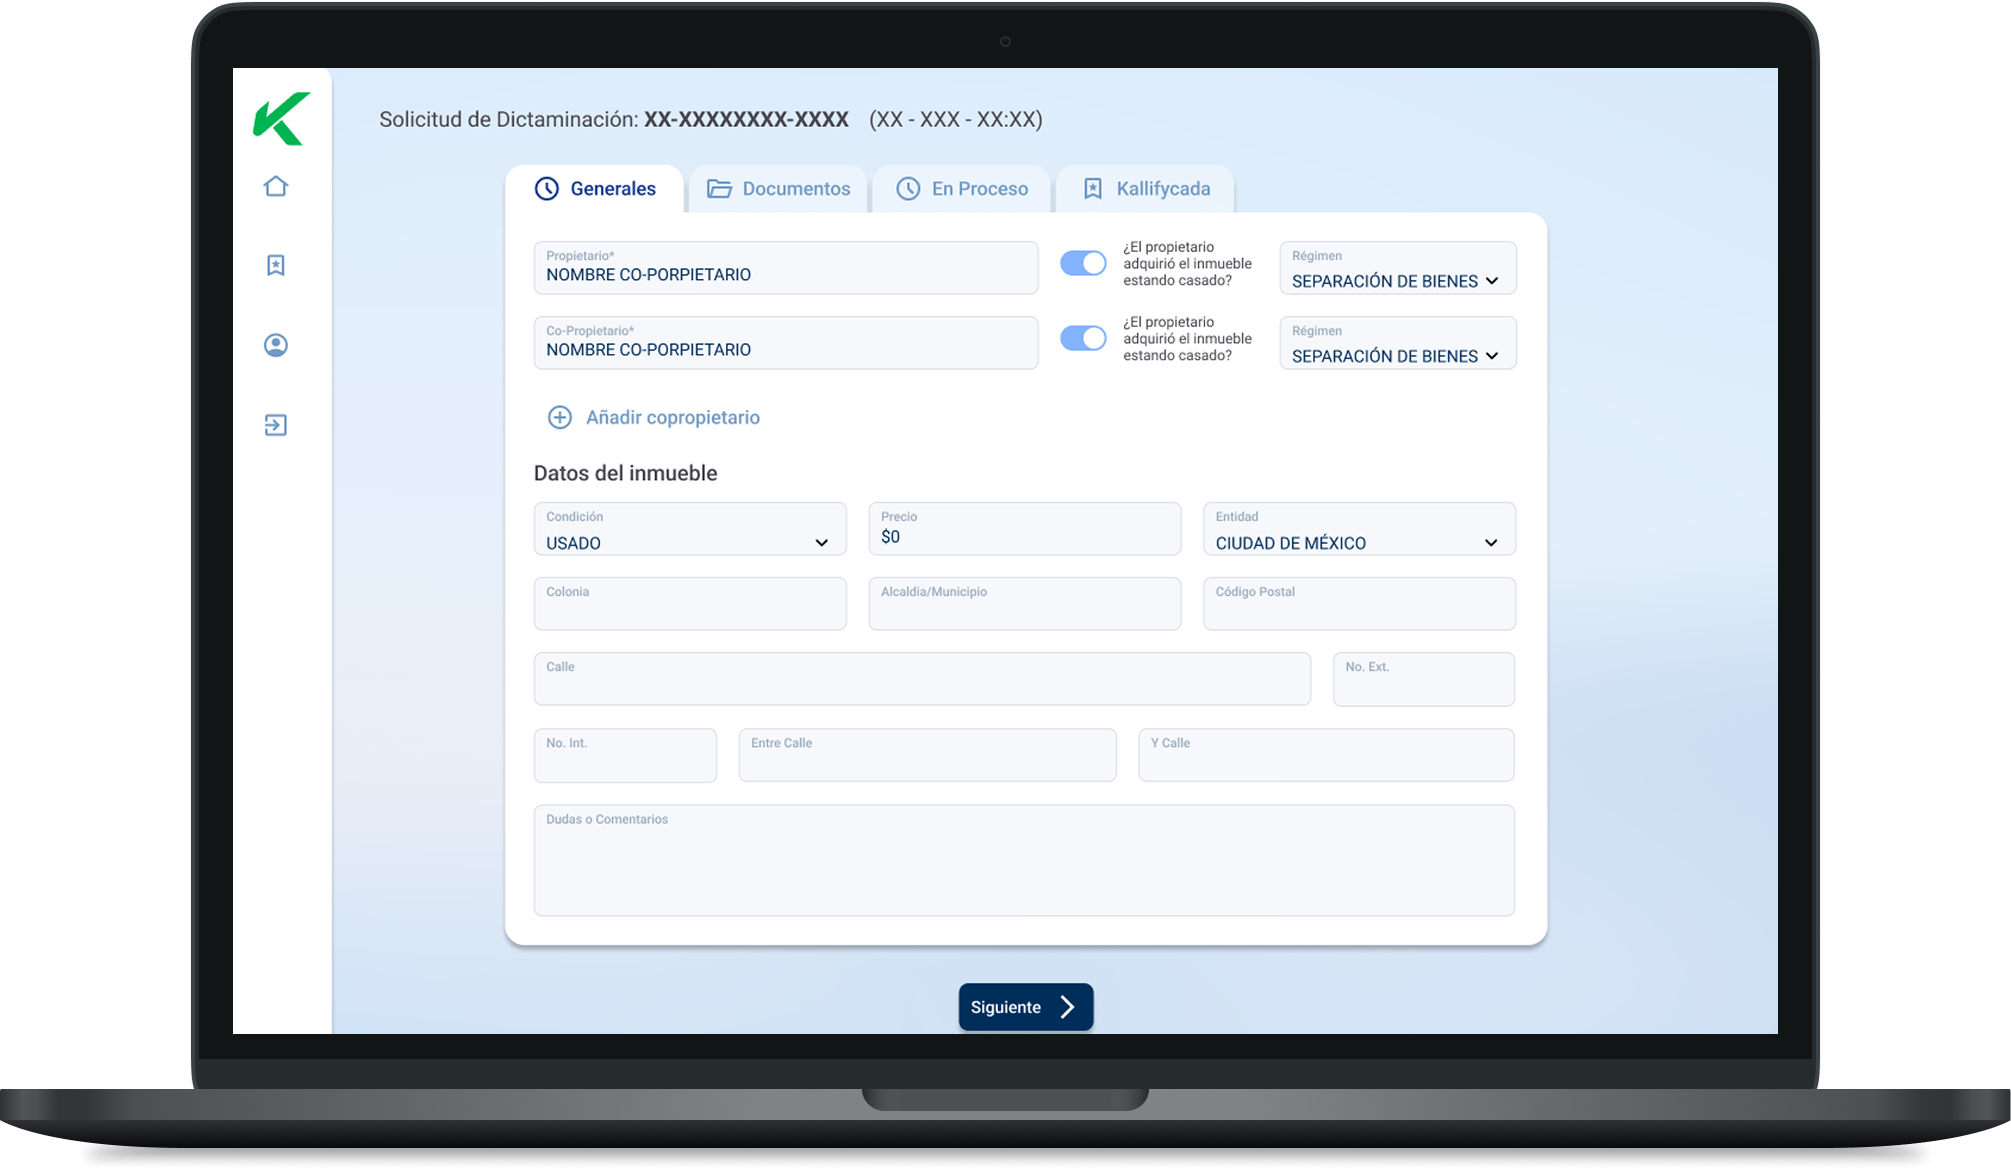 Solicitud de Dictaminación: XX-XXXXXXXX-XXXX (XX - XXX - XX:XX)
Generales
Documentos
En Proceso
Kallifycada
Propietario*
NOMBRE CO-PORPIETARIO
¿El propietario
adquirió el inmueble
estando casado?
Régimen
SEPARACIÓN DE BIENES
Co-Propietario*
NOMBRE CO-PORPIETARIO
¿El propietario
adquirió el inmueble
estando casado?
Régimen
SEPARACIÓN DE BIENES
Añadir copropietario
Datos del inmueble
Condición
USADO
Precio
$0
Entidad
CIUDAD DE MÉXICO
Colonia
Alcaldia/Municipio
Código Postal
Calle
No. Ext.
No. Int.
Entre Calle
Y Calle
Dudas o Comentarios
Siguiente